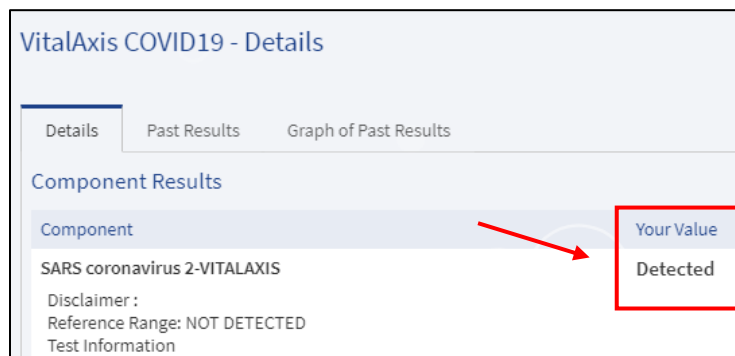 VitalAxis COVID19 - Details
Details Past Results Graph of Past Results
Component Results
Component Your Value
SARS coronavirus 2-VITALAXIS Detected
Disclaimer :
Reference Range: NOT DETECTED
Test Information